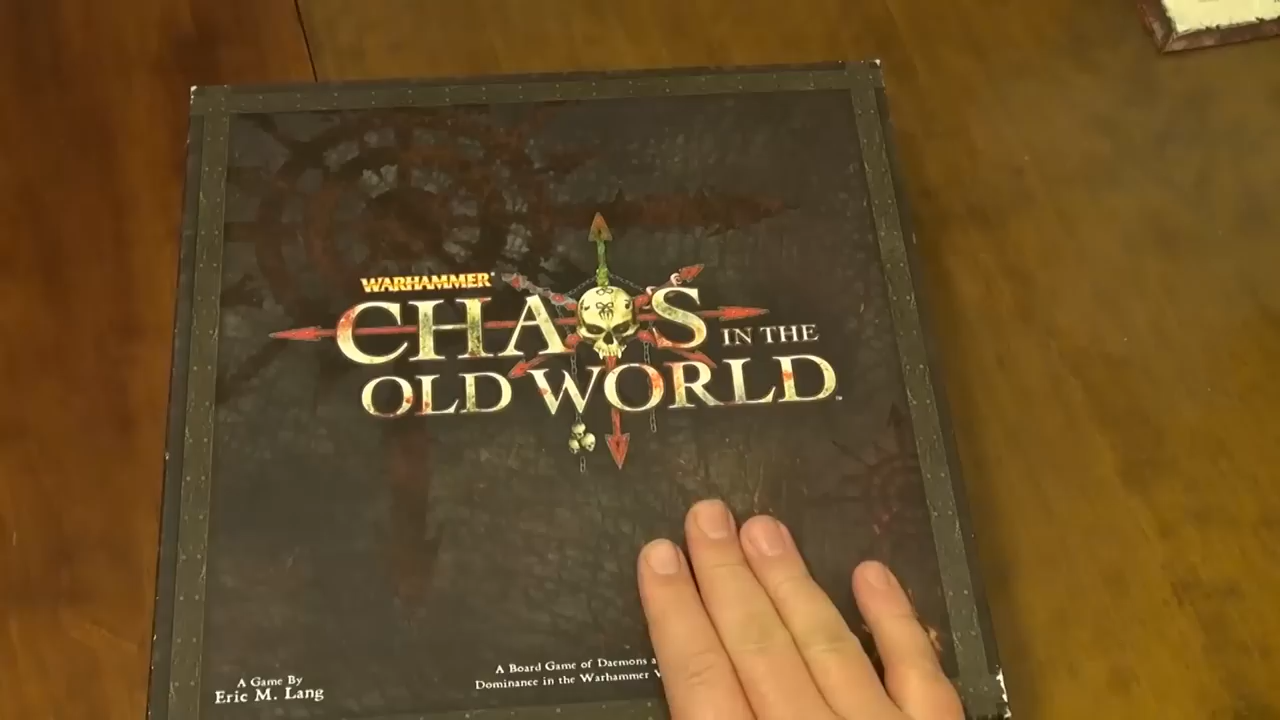 WARHAMMER
CHAOS IN THE
OLD WORLD
A Board Game of Daemons
Dominance in the Warhammer
A Game By
Eric M. Lang